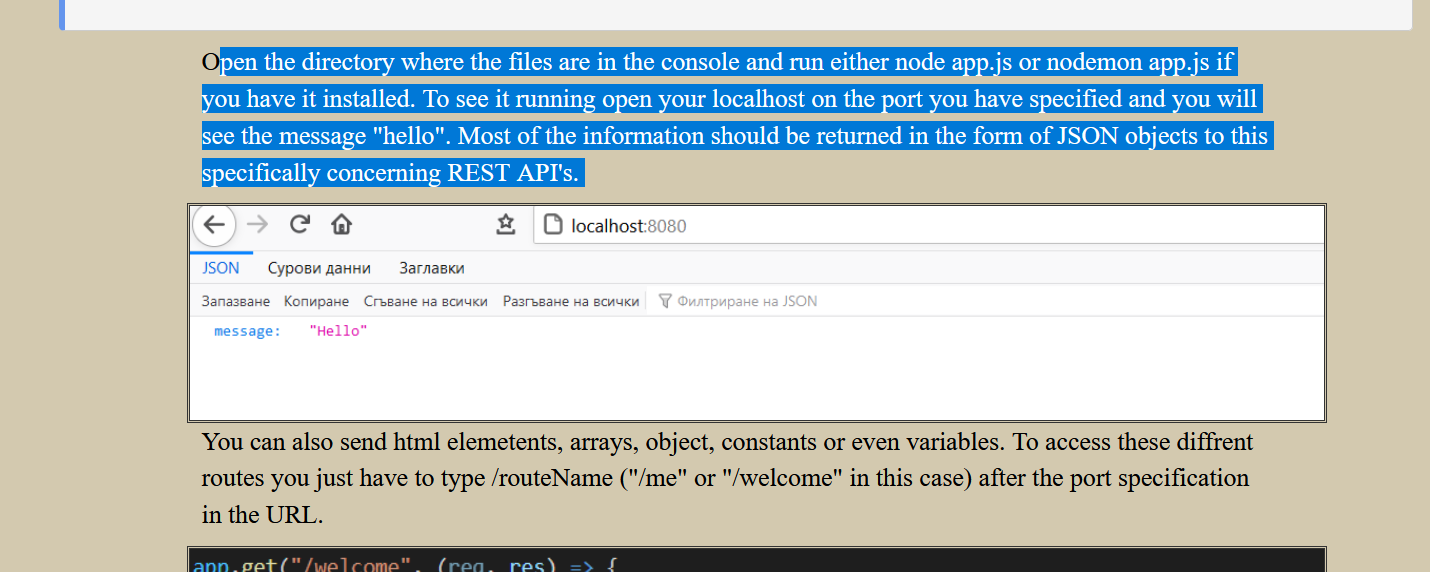 Open the directory where the files are in the console and run either node app.js or nodemon app.js if
you have it installed. To see it running open your localhost on the port you have specified and you will
see the message "hello". Most of the information should be returned in the form of JSON objects to this
specifically concerning REST API's.
localhost:8080
JSON Сурови данни Заглавки
Запазване Копиране Сгъване на всички Разгъване на всички Филтриране на JSON
message: "Hello"
You can also send html elemetents, arrays, object, constants or even variables. To access these diffrent
routes you just have to type /routeName ("/me" or "/welcome" in this case) after the port specification
in the URL.
app.get("/welcome", (req, res) => {